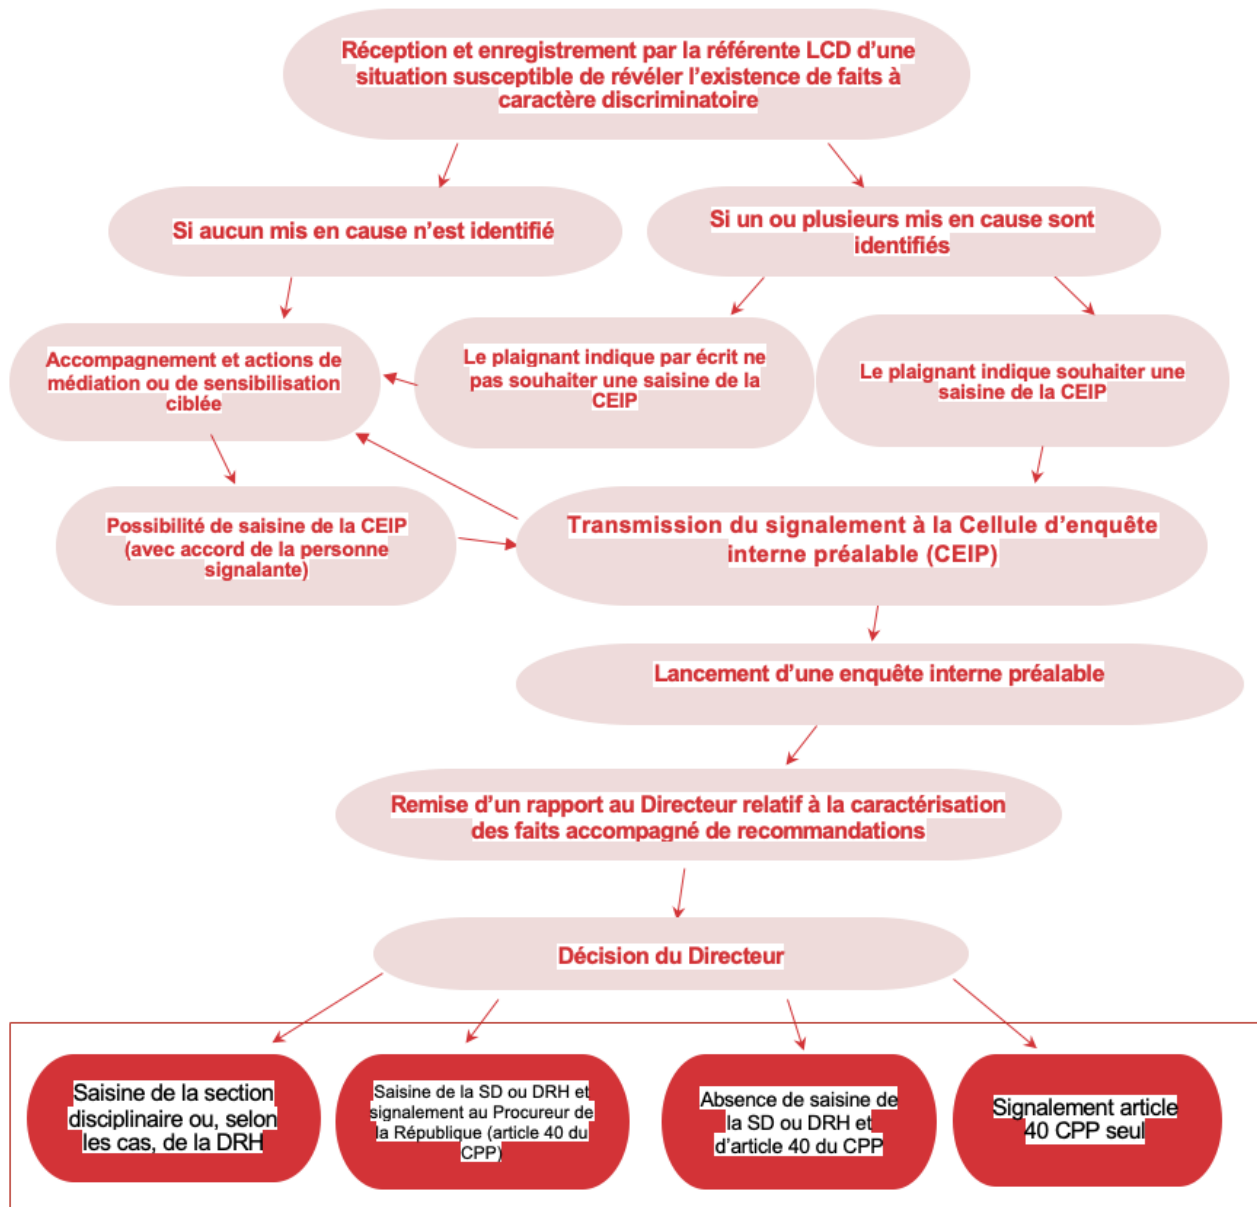 Réception et enregistrement par la référente LCD d’une
situation susceptible de révéler l’existence de faits à
caractère discriminatoire
Si aucun mis en cause n’est identifié
Si un ou plusieurs mis en cause sont
identifiés
Accompagnement et actions de
médiation ou de sensibilisation
ciblée
Le plaignant indique par écrit ne
pas souhaiter une saisine de la
CEIP
Le plaignant indique souhaiter une
saisine de la CEIP
Possibilité de saisine de la CEIP
(avec accord de la personne
signalante)
Transmission du signalement à la Cellule d’enquête
interne préalable (CEIP)
Lancement d’une enquête interne préalable
Remise d’un rapport au Directeur relatif à la caractérisation
des faits accompagné de recommandations
Décision du Directeur
Saisine de la section
disciplinaire ou, selon
les cas, de la DRH
Saisine de la SD ou DRH et
signalement au Procureur de
la République (article 40 du
CPP)
Absence de saisine de
la SD ou DRH et
d’article 40 du CPP
Signalement article
40 CPP seul